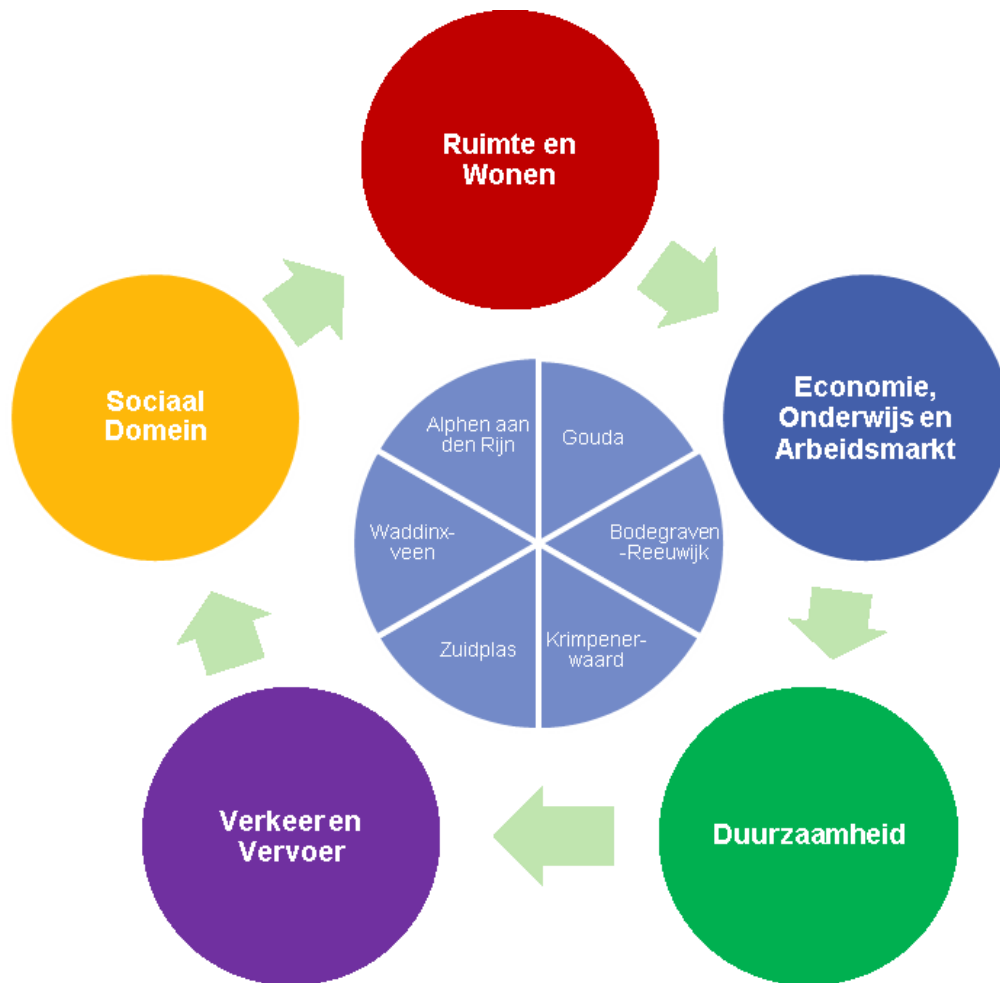 Ruimte en
Wonen
Economie,
Onderwijs en
Arbeidsmarkt
Duurzaamheid
Verkeer en
Vervoer
Sociaal
Domein
Alphen aan
den Rijn
Gouda
Bodegraven
-Reeuwijk
Krimpener-
waard
Zuidplas
Waddinx-
veen